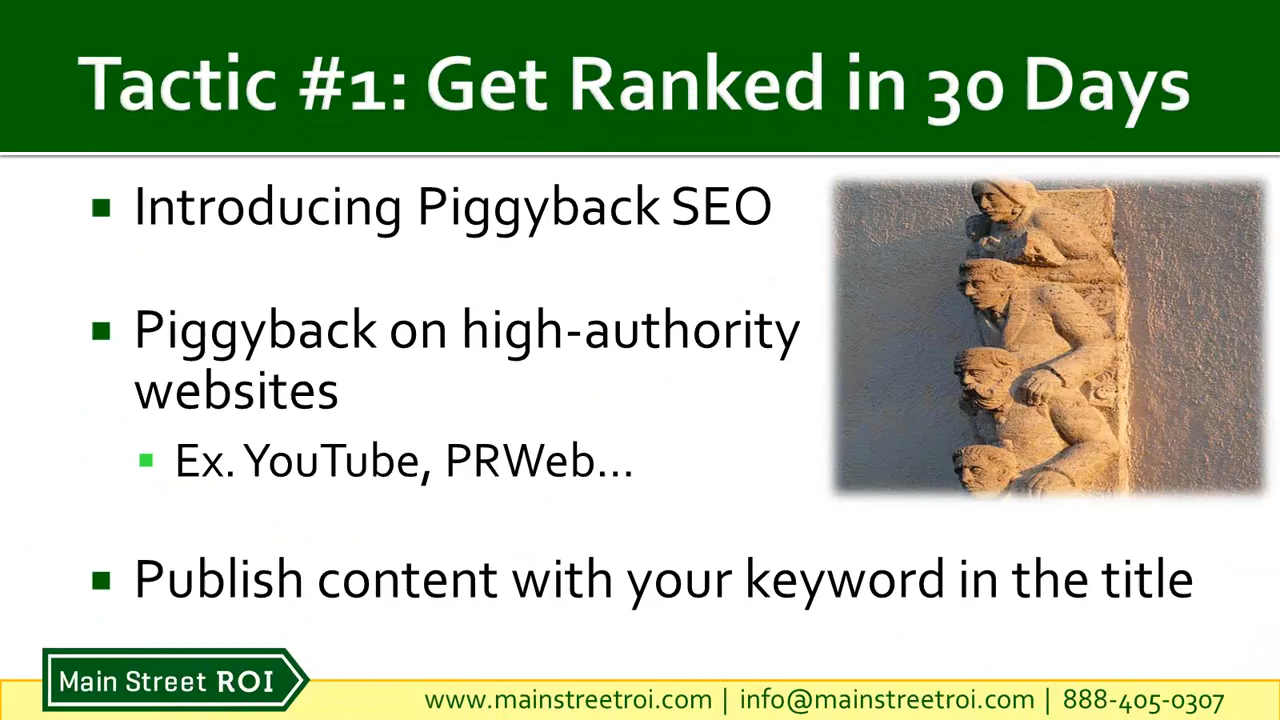 Tactic #1: Get Ranked in 30 Days
Introducing Piggyback SEO
Piggyback on high-authority
websites
Ex. YouTube, PRWeb...
Publish content with your keyword in the title
Main Street ROI
www.mainstreetroi.com | info@mainstreetroi.com | 888-405-0307